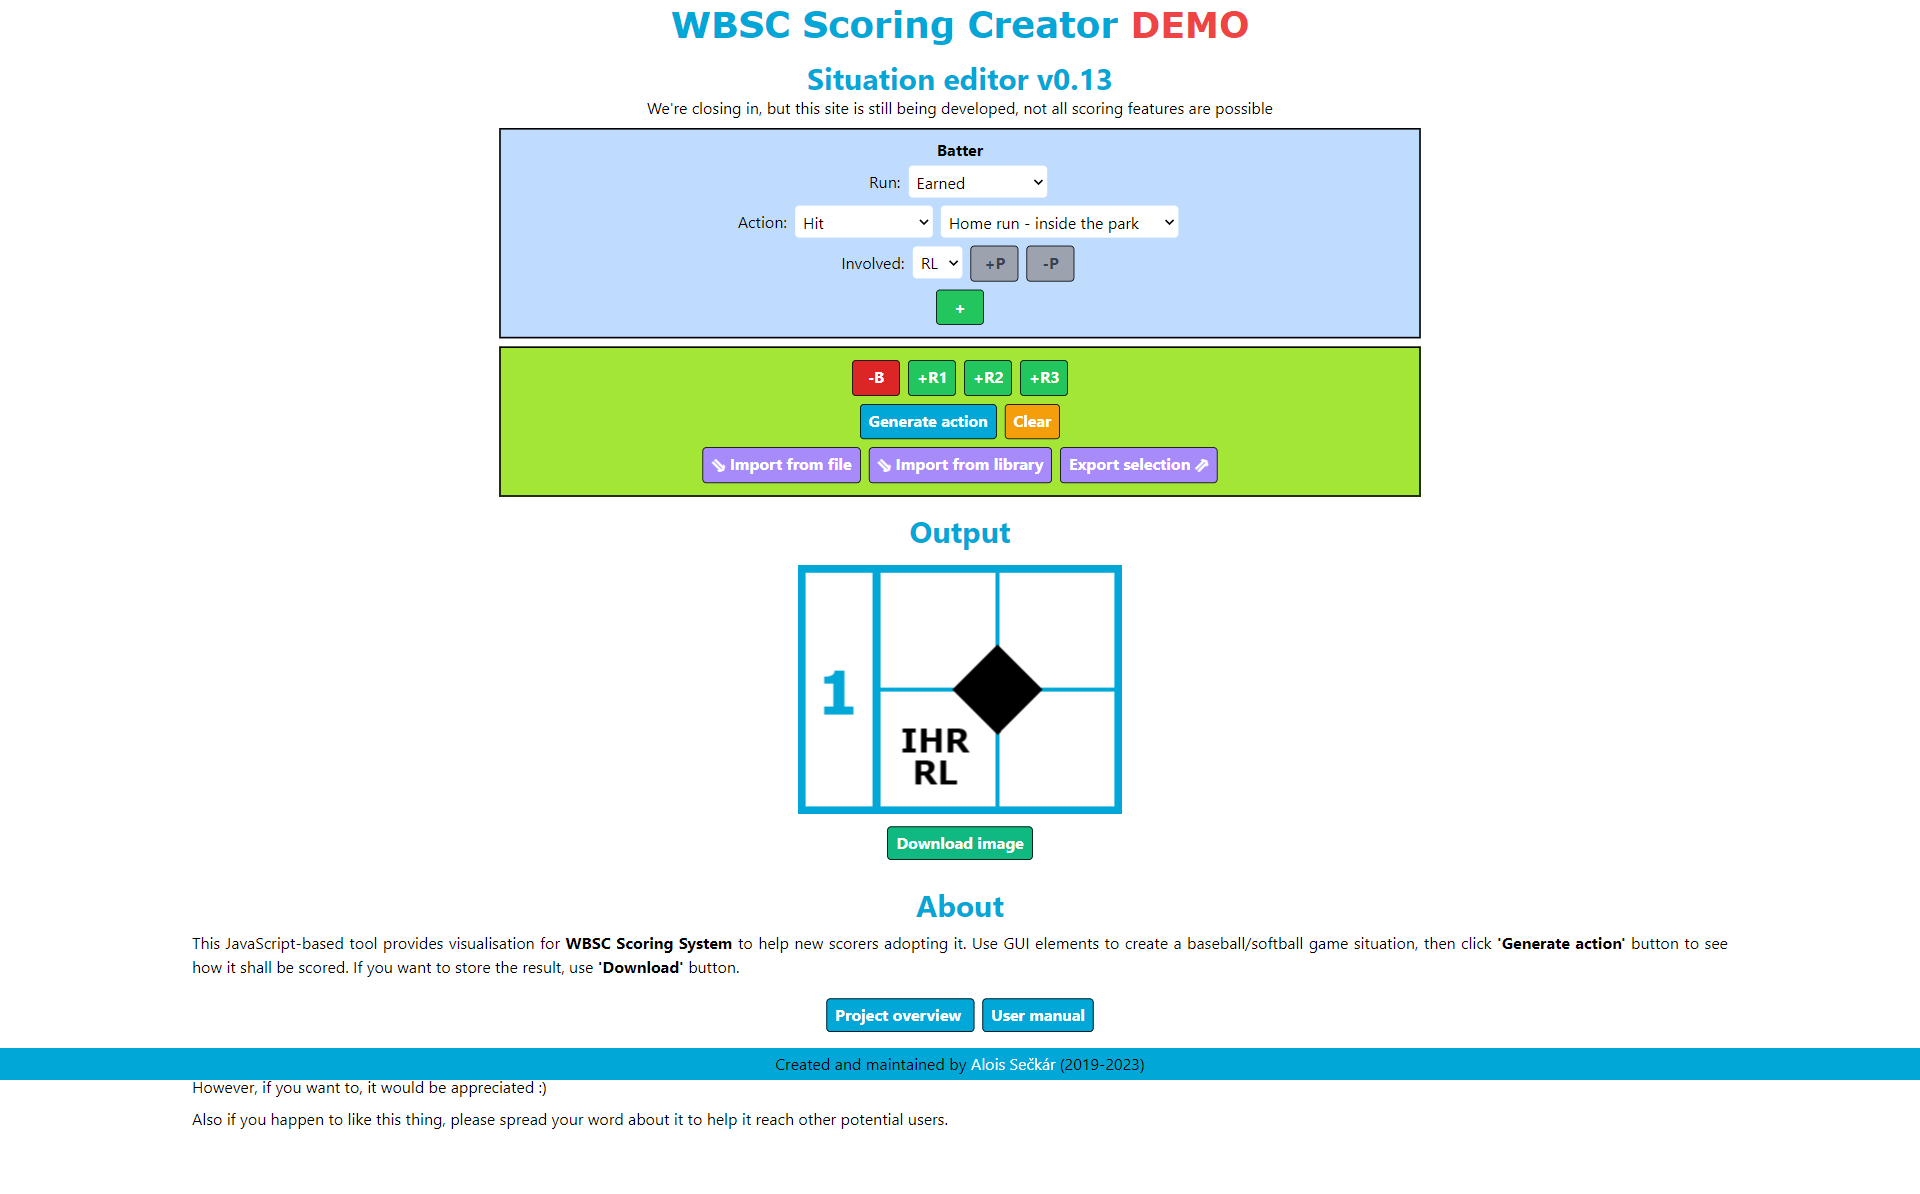 WBSC Scoring Creator DEMO
Situation editor v0.13
We're closing in, but this site is still being developed, not all scoring features are possible
Batter
Run: Earned
Action: Hit Home run - inside the park
Involved: RL +P -P
+
-B +R1 +R2 +R3
Generate action Clear
⇘ Import from file ⇘ Import from library Export selection ⇗
Output
1
IHR
RL
Download image
About
This JavaScript-based tool provides visualisation for WBSC Scoring System to help new scorers adopting it. Use GUI elements to create a baseball/softball game situation, then click 'Generate action' button to see
how it shall be scored. If you want to store the result, use 'Download' button.
Project overview User manual
Created and maintained by Alois Sečkár (2019-2023)
However, if you want to, it would be appreciated :)
Also if you happen to like this thing, please spread your word about it to help it reach other potential users.